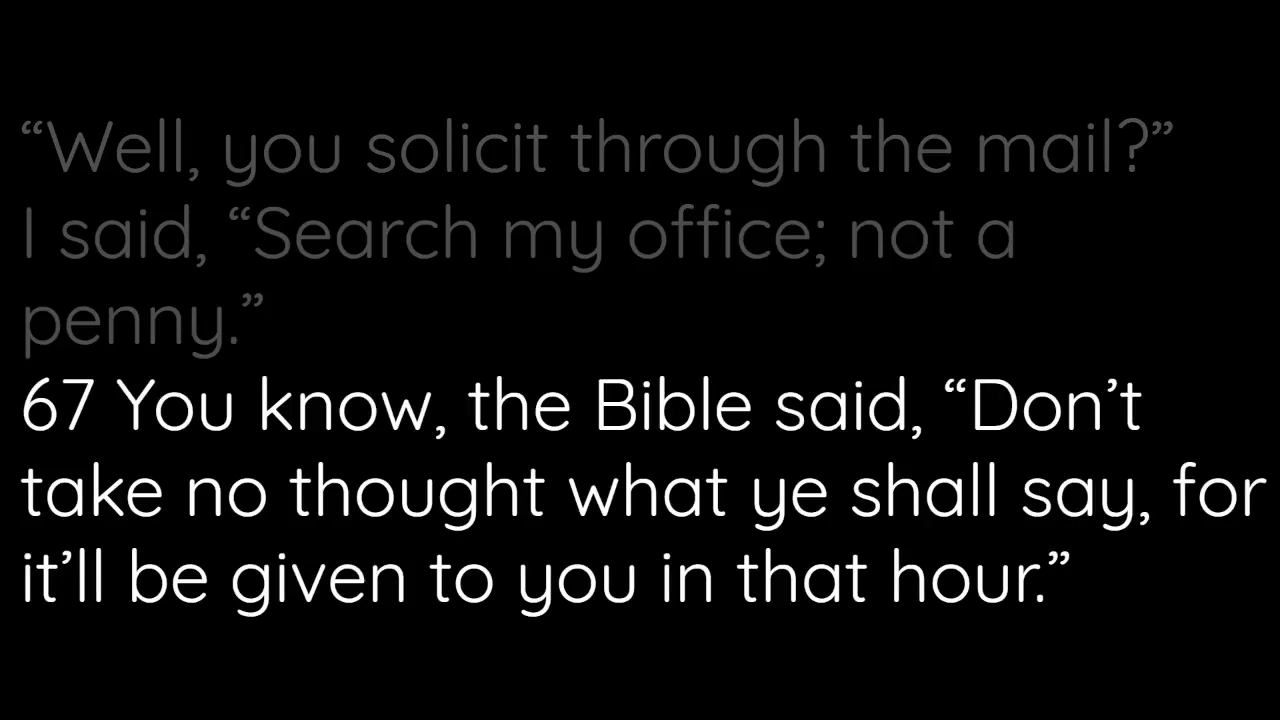 “Well, you solicit through the mail?”
I said, “Search my office; not a
penny.”
67 You know, the Bible said, “Don’t
take no thought what ye shall say, for
it’ll be given to you in that hour.”